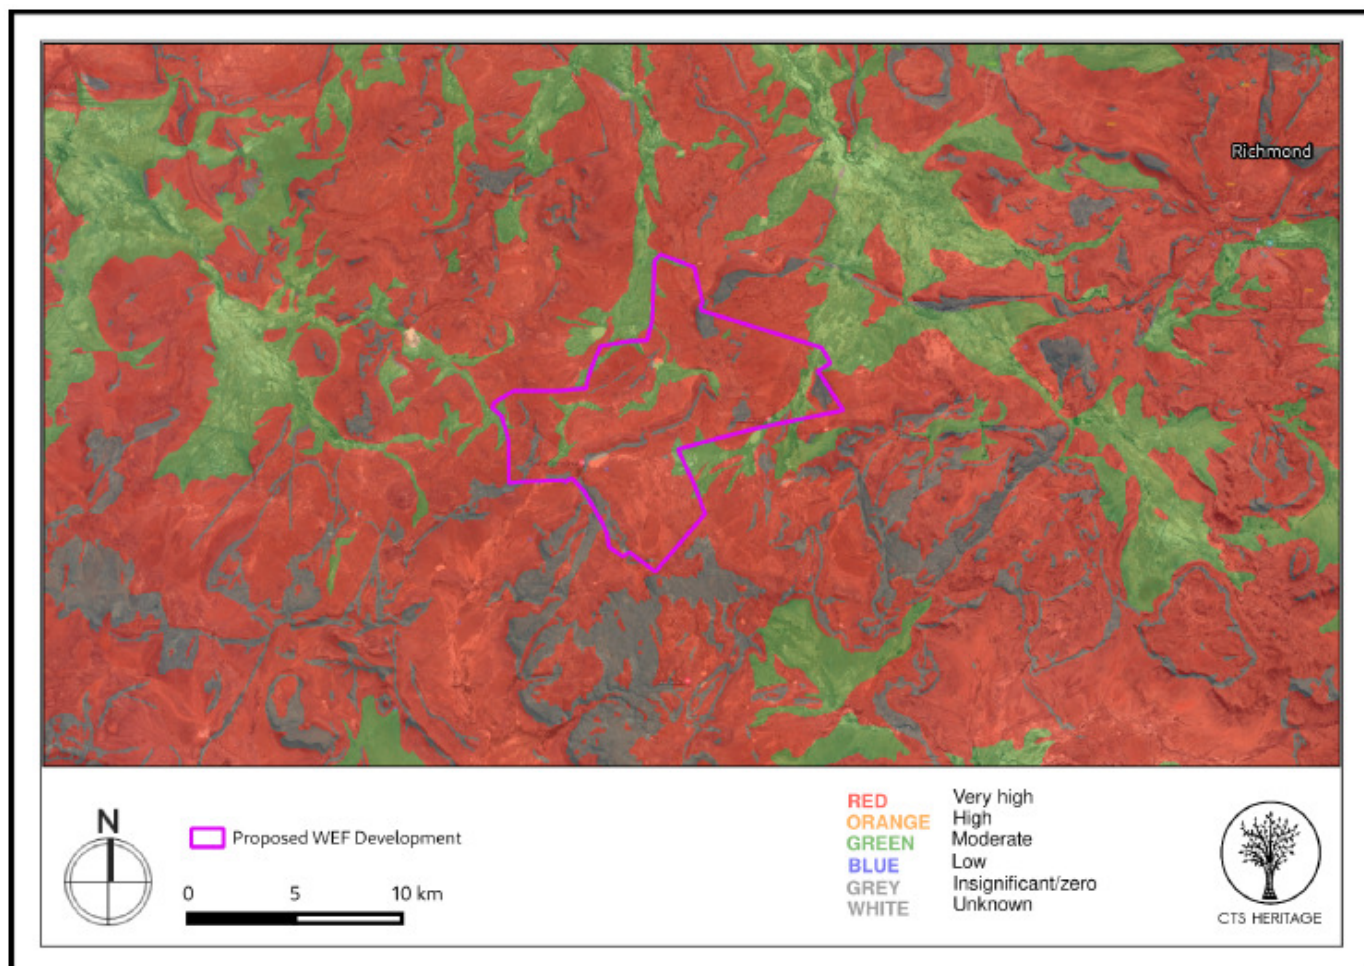 Richmond
N
Proposed WEF Development
0 5 10 km
RED Very high
ORANGE High
GREEN Moderate
BLUE Low
GREY Insignificant/zero
WHITE Unknown
CTS HERITAGE